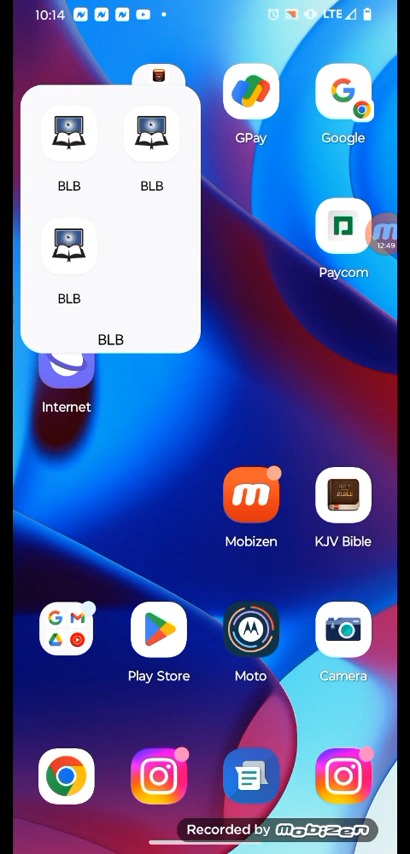 10:14
LTE
GPay
Google
BLB
BLB
12:49
Paycom
BLB
BLB
Internet
Mobizen
KJV Bible
Play Store
Moto
Camera
Recorded by mobizen